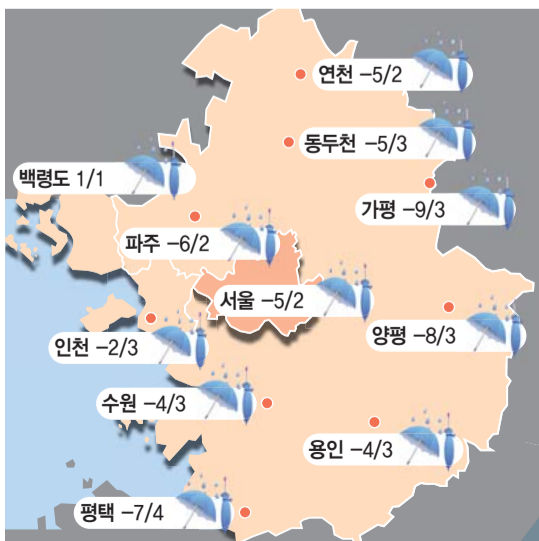 연천 -5/2
동두천 -5/3
백령도 1/1
가평 -9/3
파주 -6/2
서울 -5/2
양평 -8/3
인천 -2/3
수원 -4/3
용인 -4/3
평택 -7/4